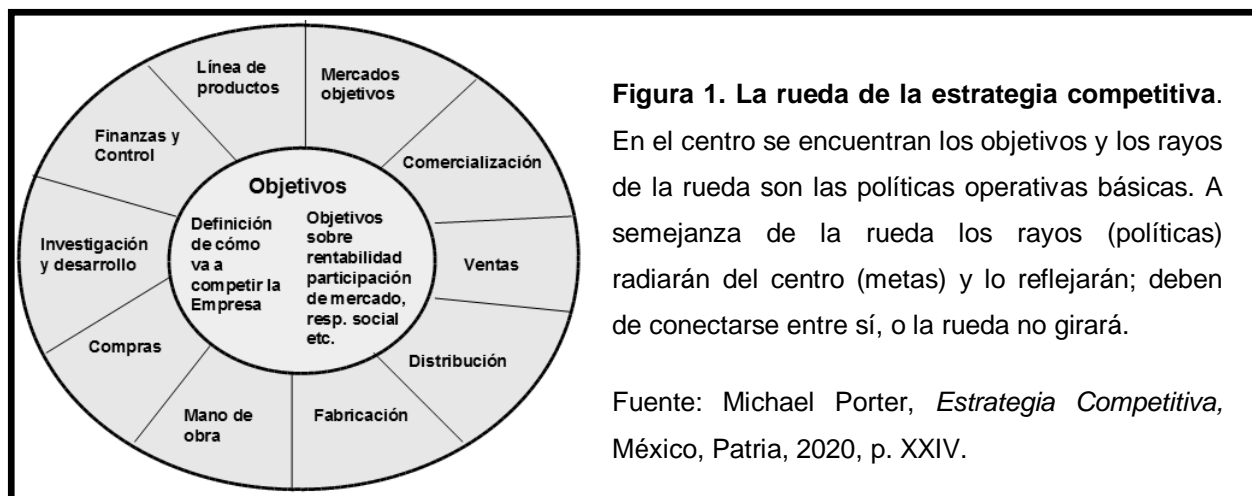 Línea de
productos
Mercados
objetivos
Comercialización
Ventas
Distribución
Fabricación
Mano de
obra
Compras
Investigación
y desarrollo
Finanzas y
Control
Objetivos
Definición
de cómo
va a
competir la
Empresa
Objetivos
sobre
rentabilidad
participación
de mercado,
resp. social
etc.
Figura 1. La rueda de la estrategia competitiva.
En el centro se encuentran los objetivos y los rayos
de la rueda son las políticas operativas básicas. A
semejanza de la rueda los rayos (políticas)
radiarán del centro (metas) y lo reflejarán; deben
de conectarse entre sí, o la rueda no girará.
Fuente: Michael Porter, Estrategia Competitiva,
México, Patria, 2020, p. XXIV.